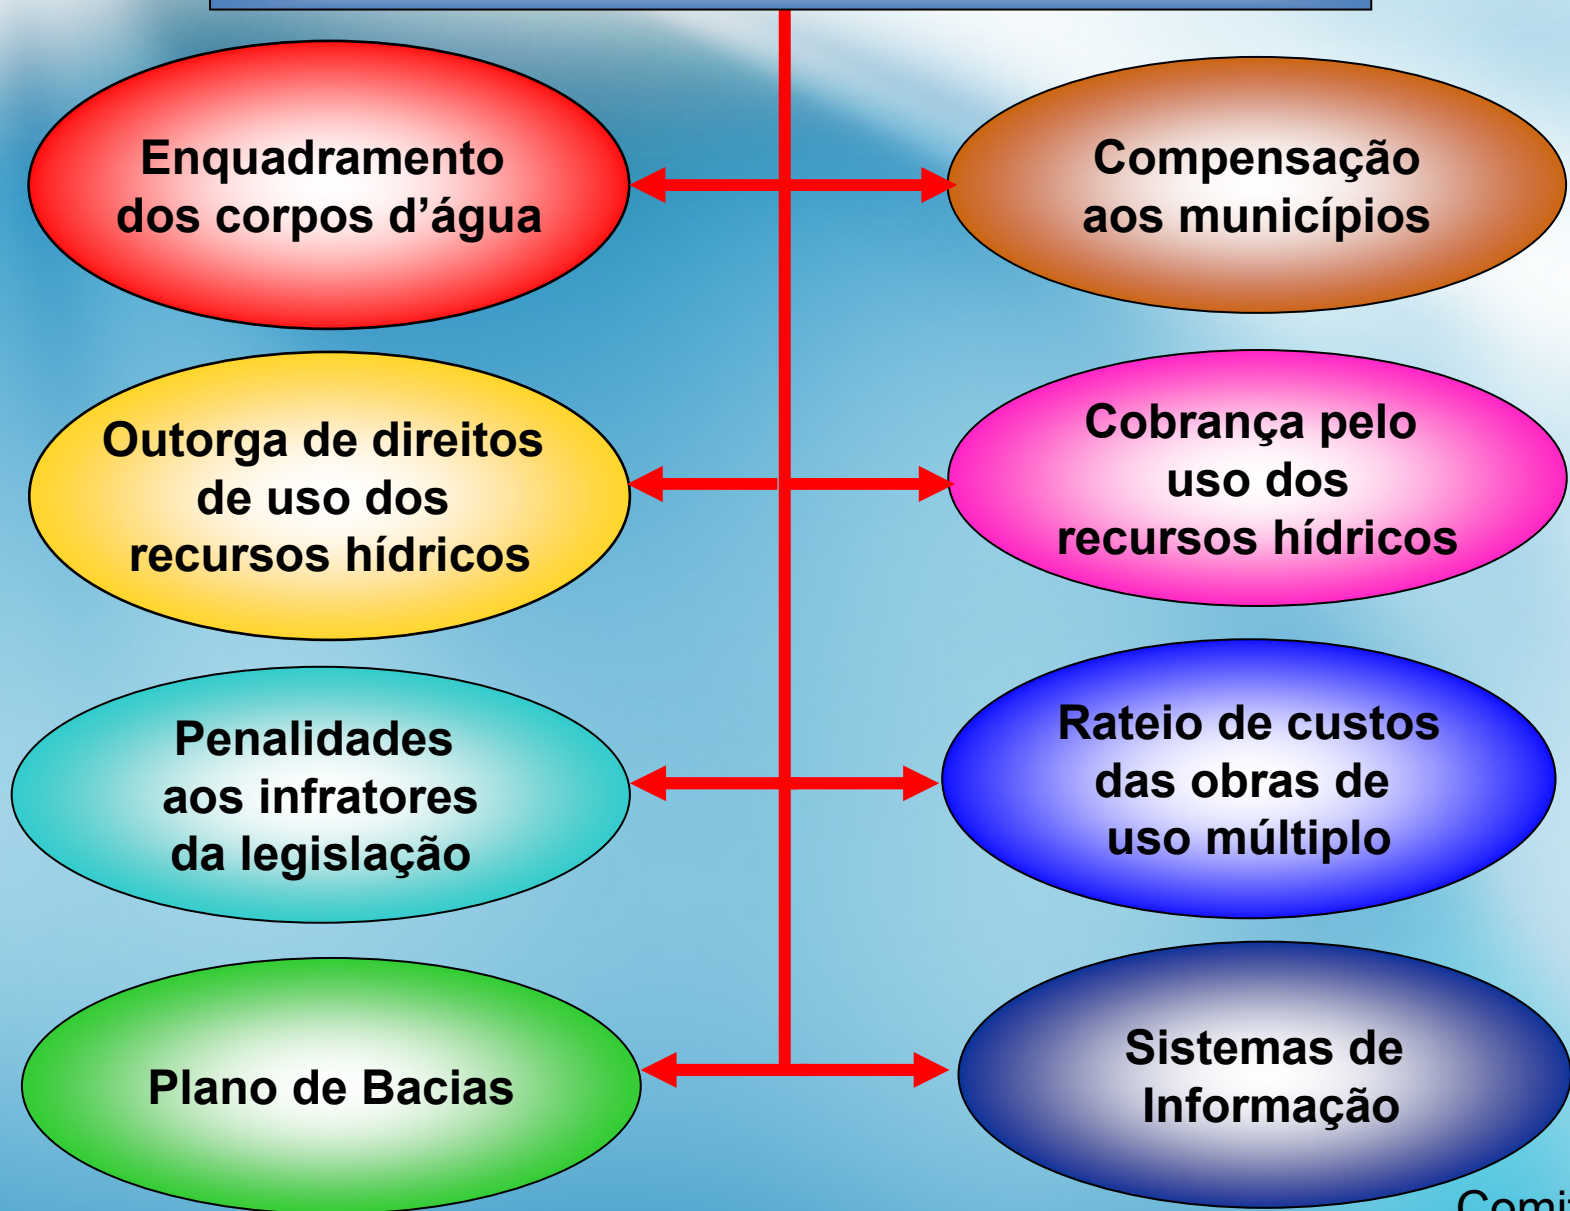 Enquadramento
dos corpos d’água
Compensação
aos municípios
Outorga de direitos
de uso dos
recursos hídricos
Cobrança pelo
uso dos
recursos hídricos
Penalidades
aos infratores
da legislação
Rateio de custos
das obras de
uso múltiplo
Plano de Bacias
Sistemas de
Informação